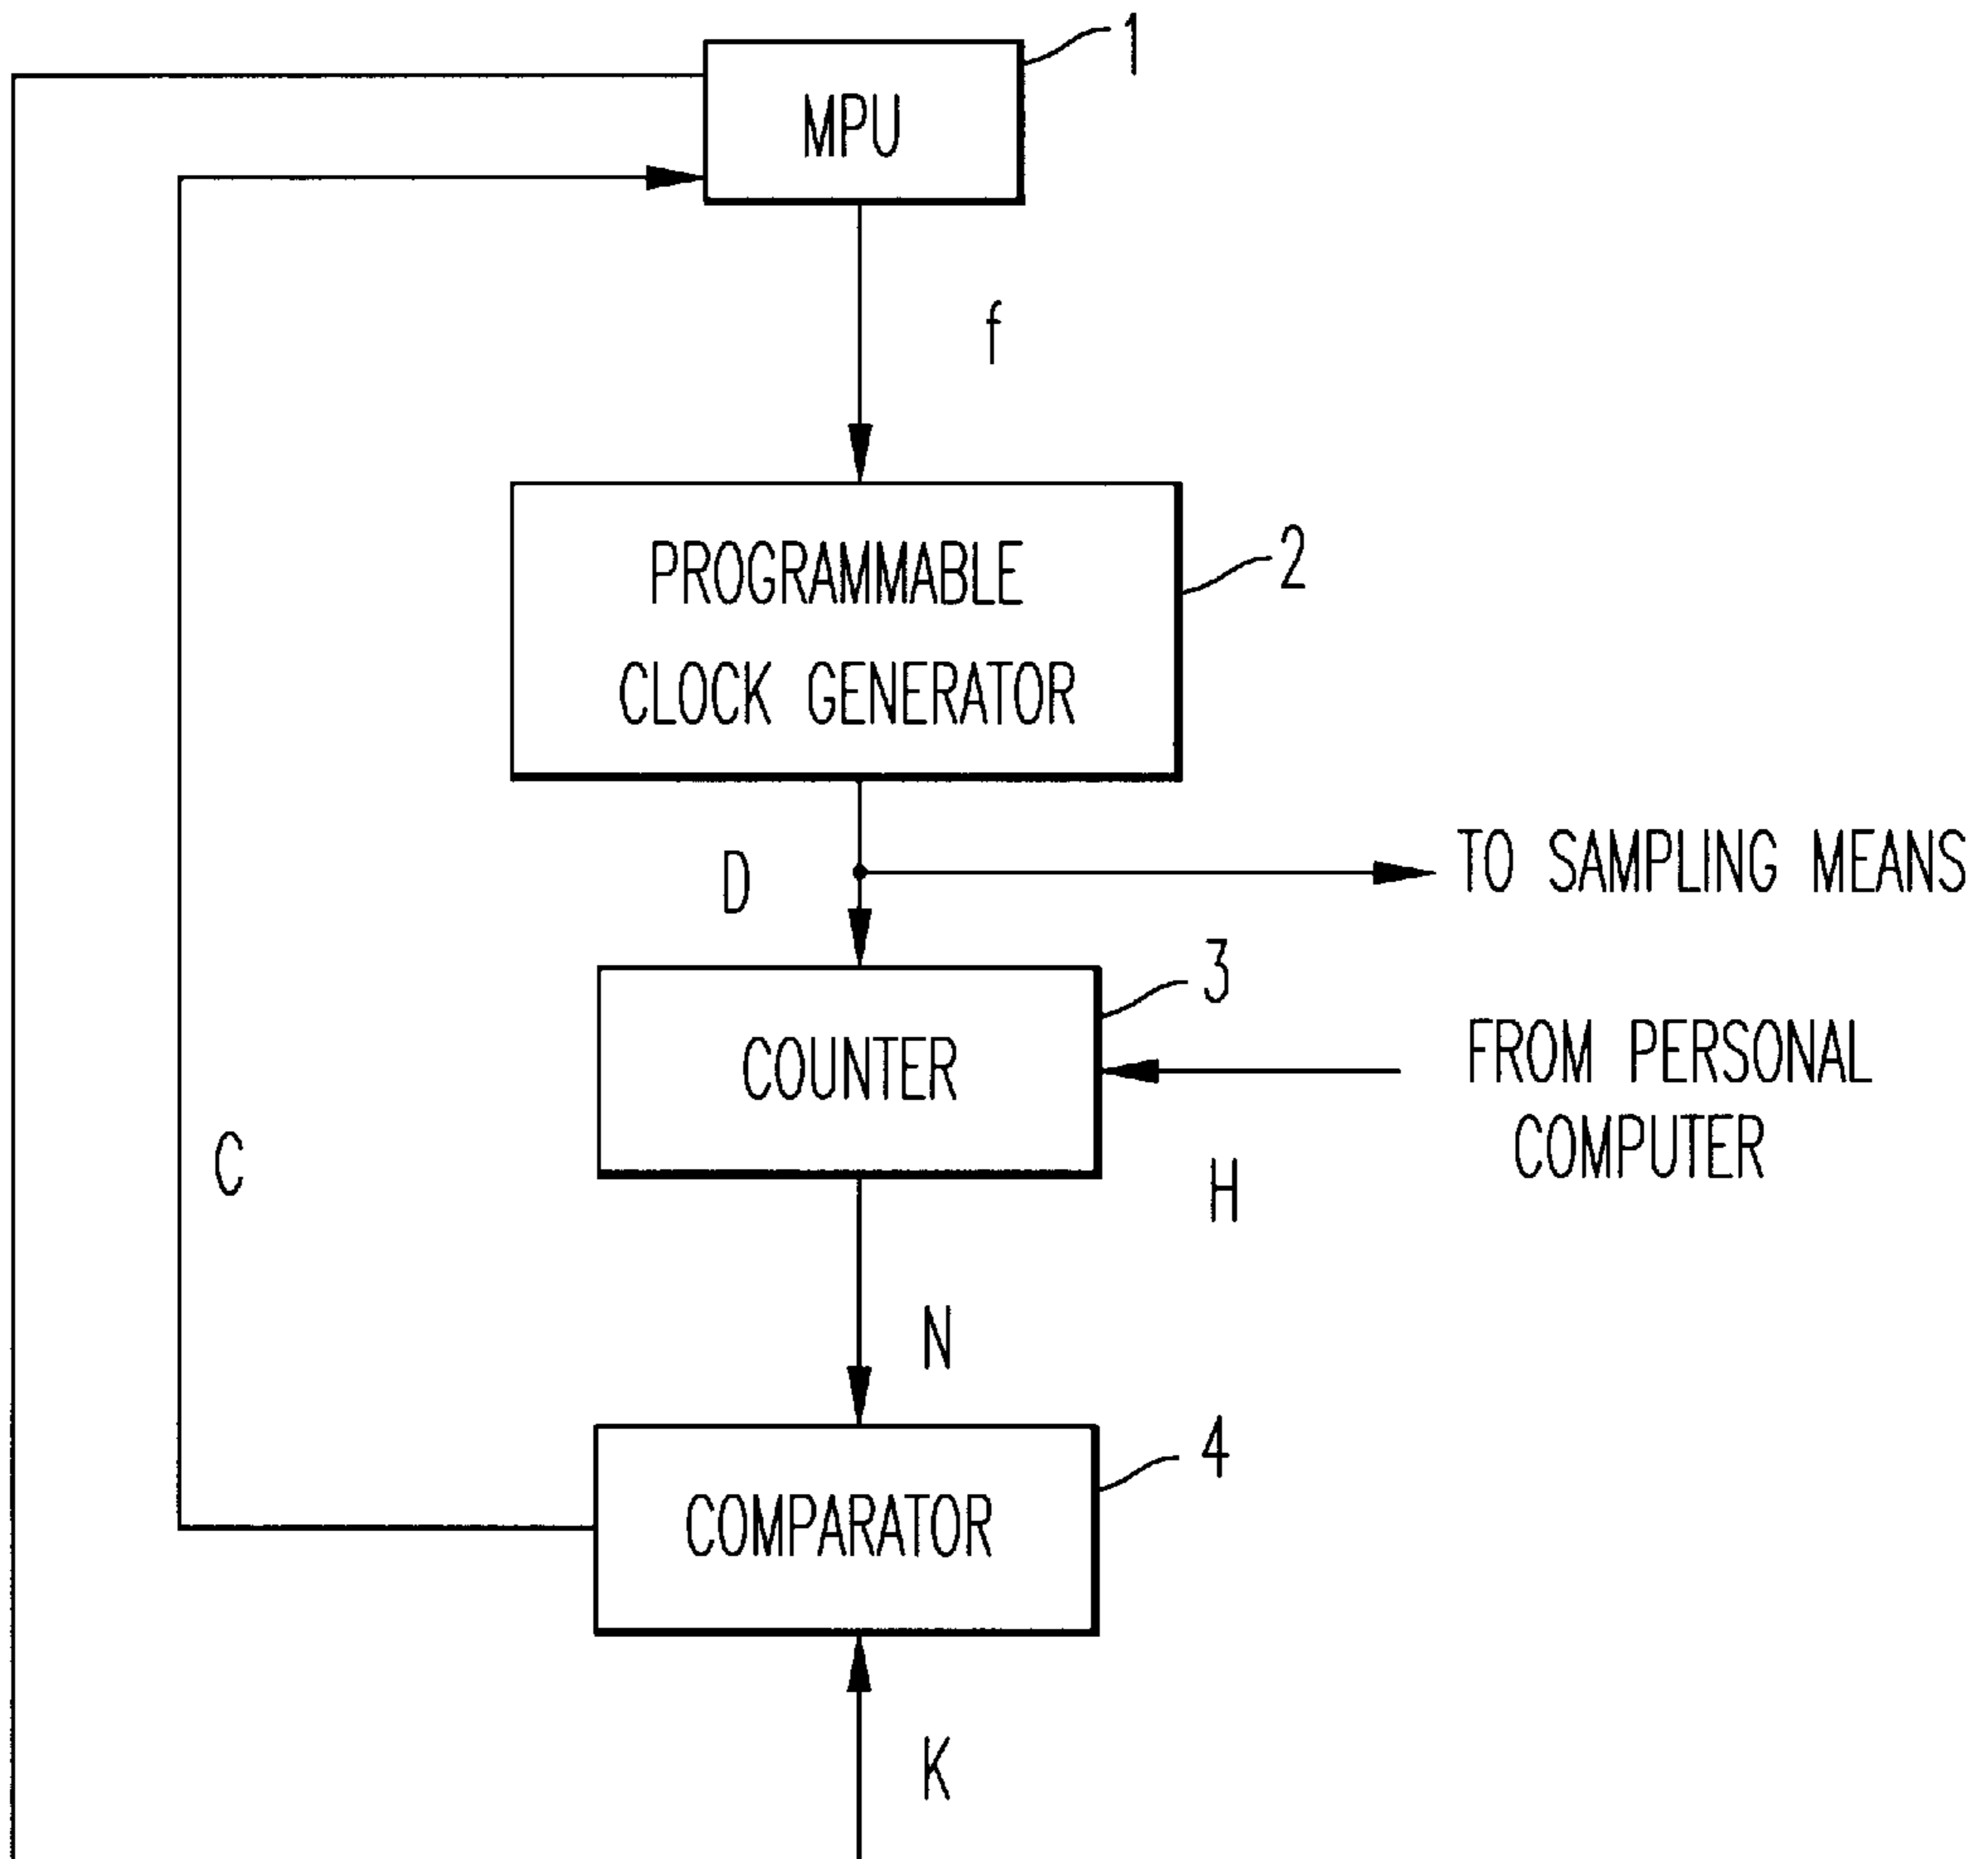 1
MPU
f
PROGRAMMABLE
CLOCK GENERATOR
2
D
TO SAMPLING MEANS
3
COUNTER
FROM PERSONAL
COMPUTER
C
H
N
4
COMPARATOR
K